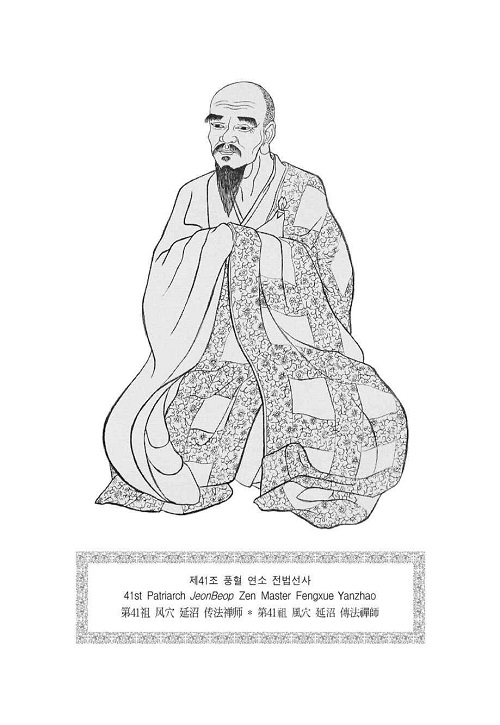 제41조 풍혈 연소 전법선사
41st Patriarch JeonBeop Zen Master Fengxue Yanzhao
第41祖 风穴 延沼 传法禅师 * 第41祖 風穴 延沼 傳法禪師